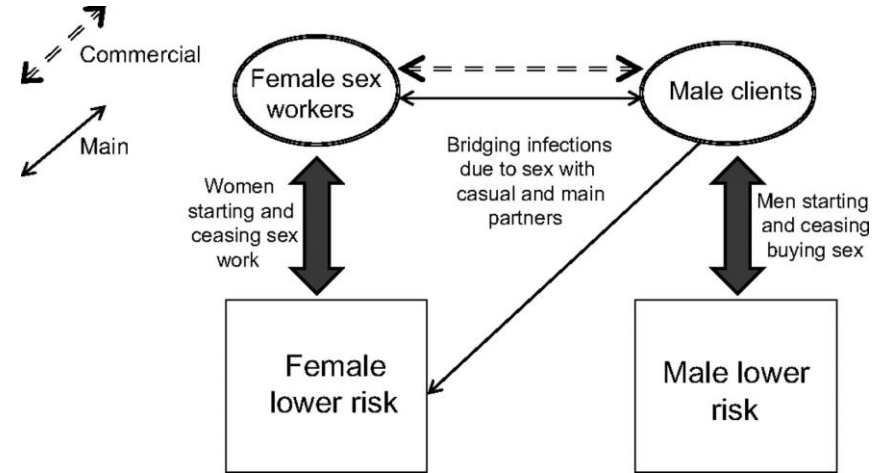 Commercial
Main
Female sex
workers
Male clients
Bridging infections
due to sex with
casual and main
partners
Women
starting and
ceasing sex
work
Men starting
and ceasing
buying sex
Female
lower risk
Male lower
risk